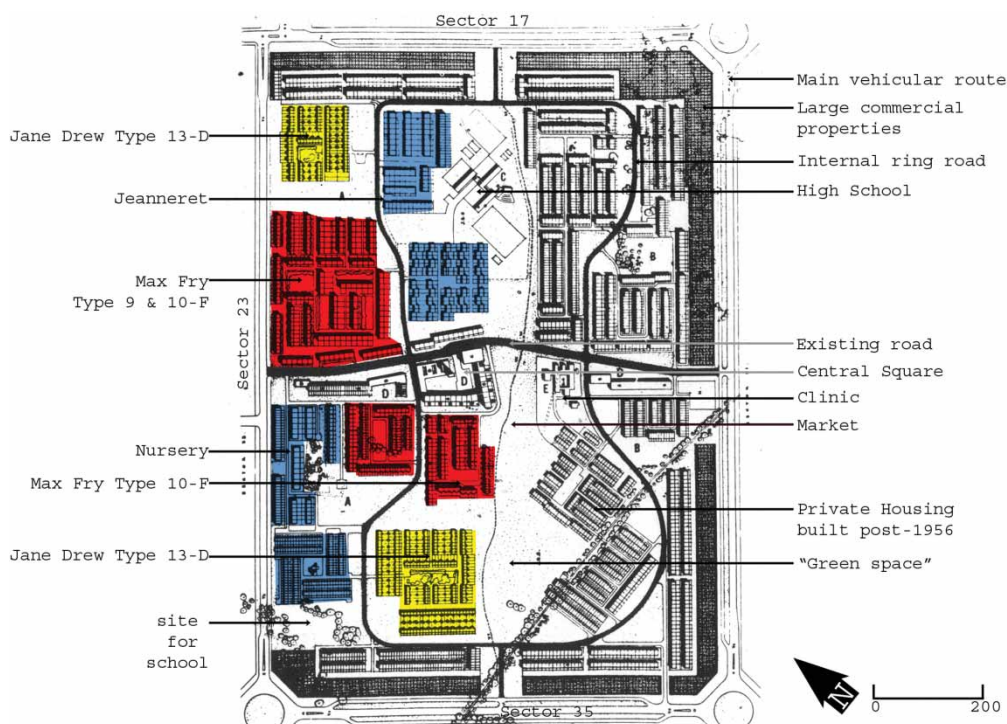 Sector 17
Main vehicular route
Large commercial
properties
Jane Drew Type 13-D
Internal ring road
High School
Jeanneret
A
C
B
Max Fry
Type 9 & 10-F
Sector 23
Existing road
Central Square
D
D
E
Clinic
Market
B
Nursery
Max Fry Type 10-F
A
Private Housing
built post-1956
Jane Drew Type 13-D
"Green space"
site
for
school
N
0 200
Sector 35